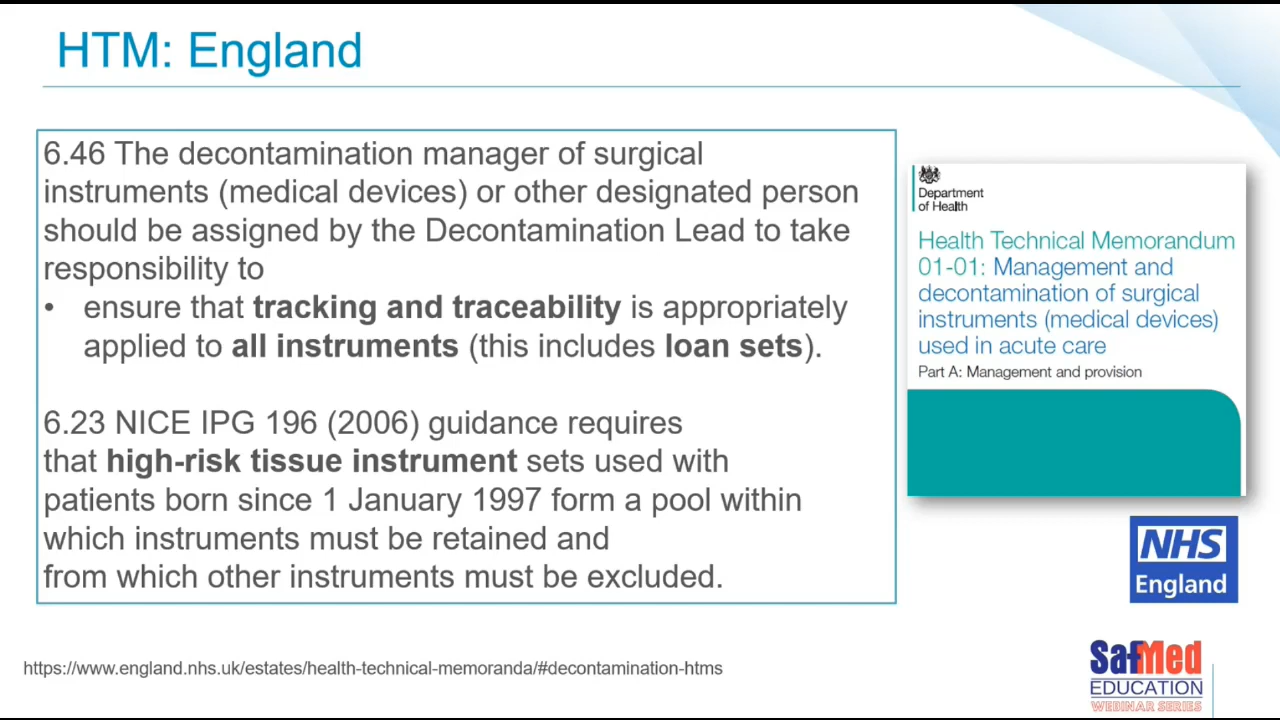 HTM: England
6.46 The decontamination manager of surgical
instruments (medical devices) or other designated person
should be assigned by the Decontamination Lead to take
responsibility to
• ensure that tracking and traceability is appropriately
applied to all instruments (this includes loan sets).
6.23 NICE IPG 196 (2006) guidance requires
that high-risk tissue instrument sets used with
patients born since 1 January 1997 form a pool within
which instruments must be retained and
from which other instruments must be excluded.
Department
of Health
Health Technical Memorandum
01-01: Management and
decontamination of surgical
instruments (medical devices)
used in acute care
Part A: Management and provision
NHS
England
https://www.england.nhs.uk/estates/health-technical-memoranda/#decontamination-htms
SafMed
EDUCATION
WEBINAR SERIES